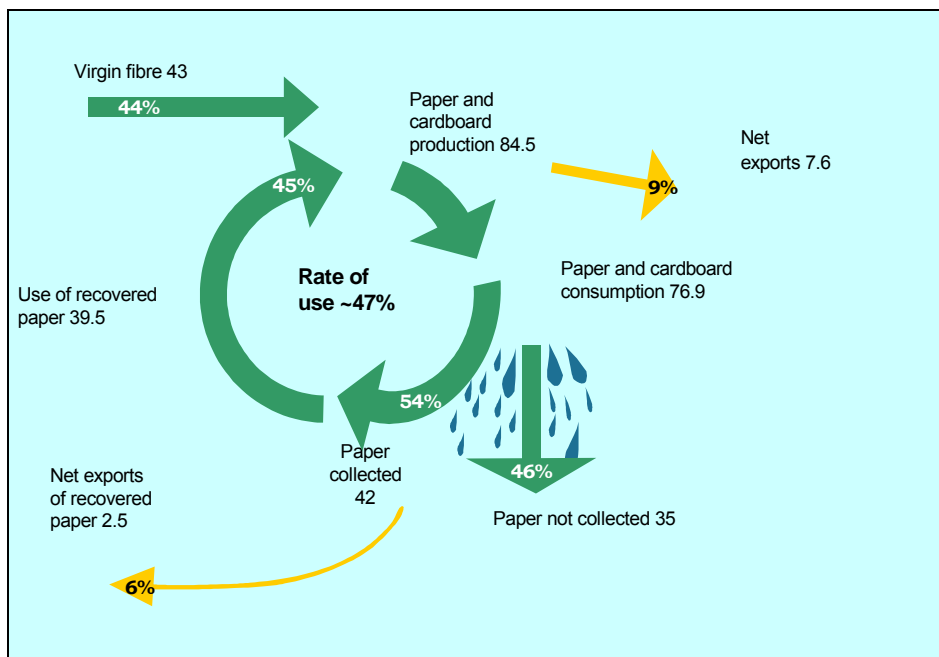 Virgin fibre 43
44%
Paper and
cardboard
production 84.5
Net
exports 7.6
9%
45%
Rate of
use ~47%
Paper and cardboard
consumption 76.9
Use of recovered
paper 39.5
54%
46%
Paper
collected
42
Paper not collected 35
Net exports
of recovered
paper 2.5
6%